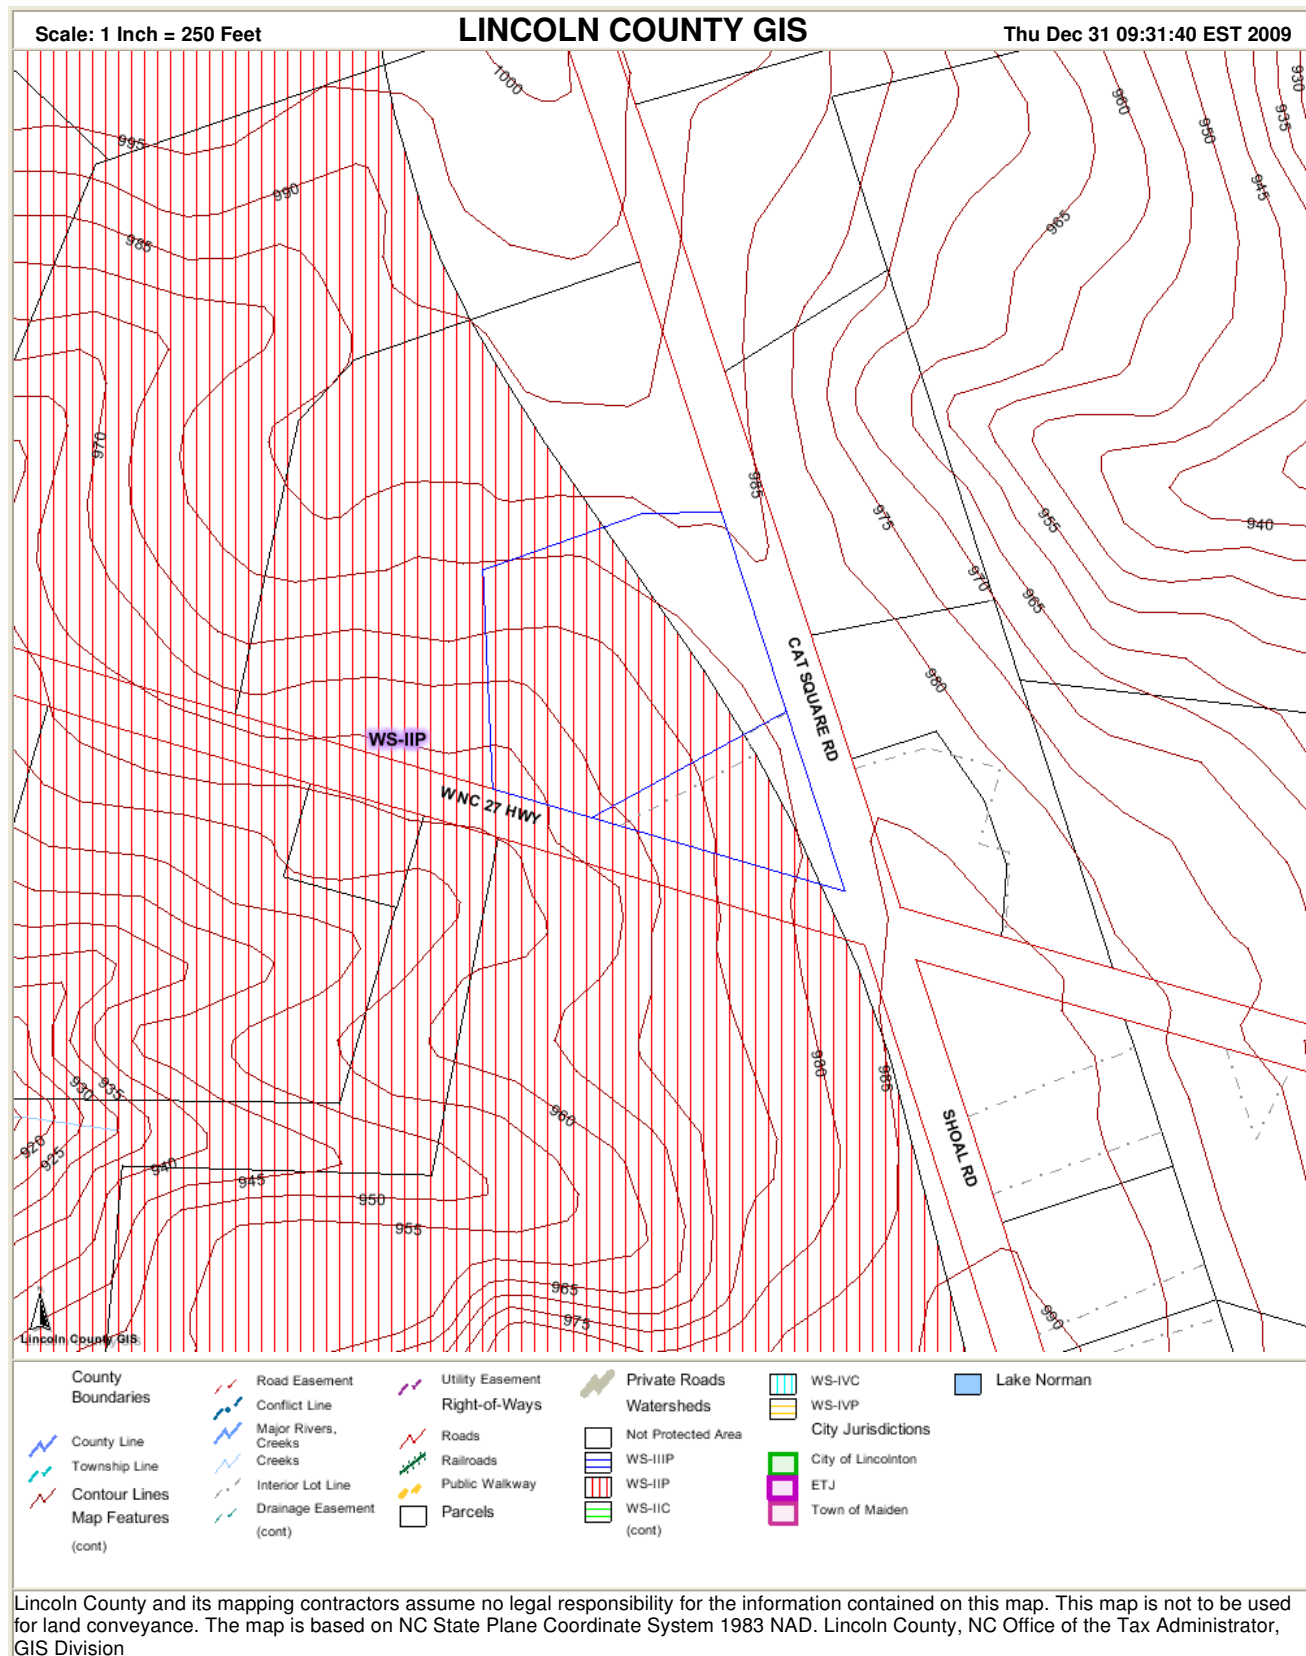 Scale: 1 Inch = 250 Feet
LINCOLN COUNTY GIS
Thu Dec 31 09:31:40 EST 2009
1000
930
960
935
950
995
945
990
965
985
970
985
975
955
940
970
965
CAT SQUARE RD
980
WS-IIP
W NC 27 HWY
980
985
930
935
960
SHOAL RD
920
925
940
945
950
955
965
975
990
Lincoln County GIS
County
Boundaries
County Line
Township Line
Contour Lines
Map Features
(cont)
Road Easement
Conflict Line
Major Rivers,
Creeks
Creeks
Interior Lot Line
Drainage Easement
(cont)
Utility Easement
Right-of-Ways
Roads
Railroads
Public Walkway
Parcels
Private Roads
Watersheds
Not Protected Area
WS-IIIP
WS-IIP
WS-IIC
(cont)
WS-IVC
WS-IVP
City Jurisdictions
City of Lincolnton
ETJ
Town of Maiden
Lake Norman
Lincoln County and its mapping contractors assume no legal responsibility for the information contained on this map. This map is not to be used
for land conveyance. The map is based on NC State Plane Coordinate System 1983 NAD. Lincoln County, NC Office of the Tax Administrator,
GIS Division